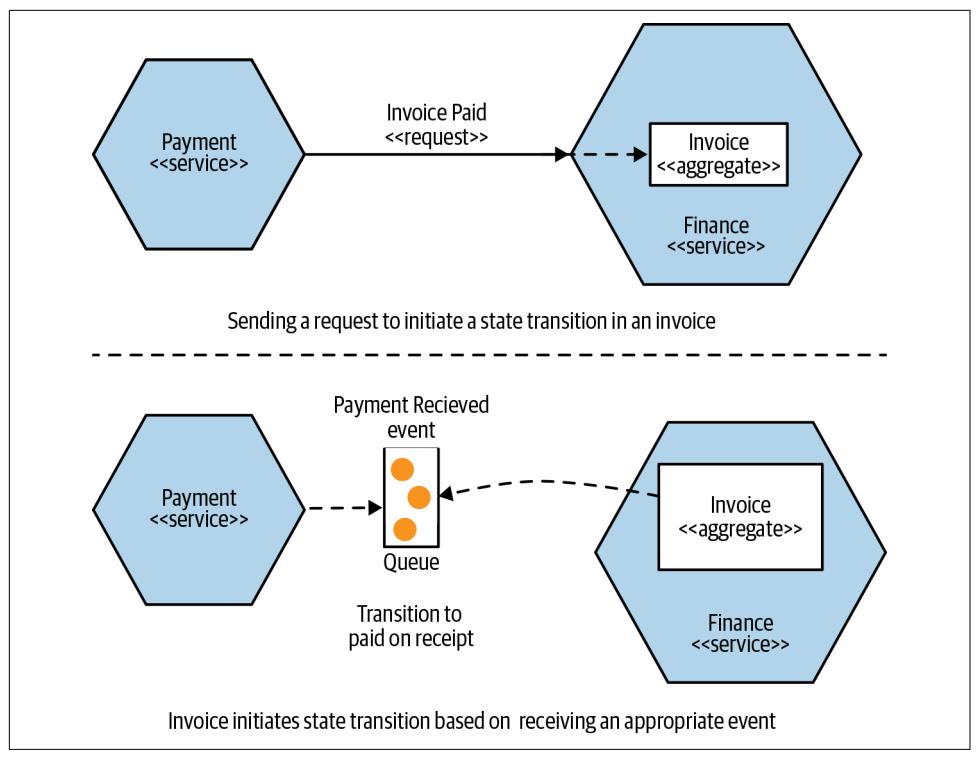 Payment
<<service>>
Invoice Paid
<<request>>
Invoice
<<aggregate>>
Finance
<<service>>
Sending a request to initiate a state transition in an invoice
Payment Recieved
event
Payment
<<service>>
Queue
Transition to
paid on receipt
Invoice
<<aggregate>>
Finance
<<service>>
Invoice initiates state transition based on receiving an appropriate event